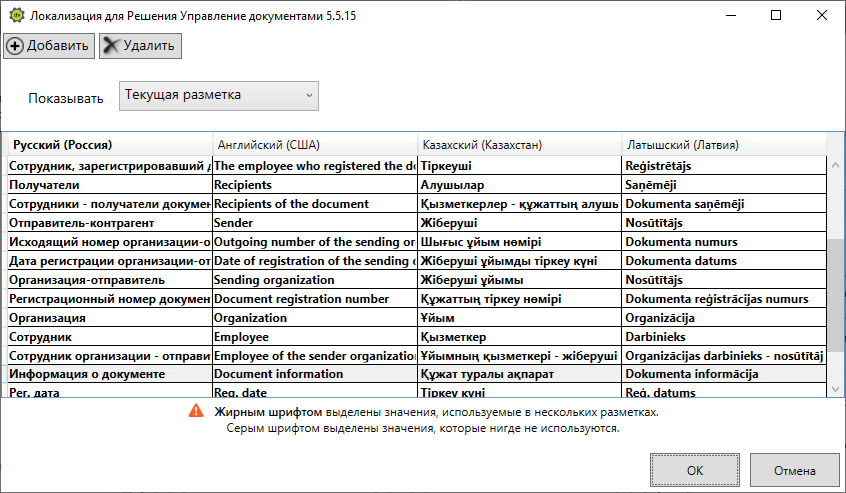 Локализация для Решения Управление документами 5.5.15
Добавить Удалить
Показывать Текущая разметка
Русский (Россия) Английский (США) Казахский (Казахстан) Латышский (Латвия)
Сотрудник, зарегистрировавший д The employee who registered the do Тіркеуші Reģistrētājs
Получатели Recipients Алушылар Saņēmēji
Сотрудники - получатели докумен Recipients of the document Қызметкерлер - құжаттың алушь Dokumenta saņēmēji
Отправитель-контрагент Sender Жіберуші Nosūtītājs
Исходящий номер организации-о Outgoing number of the sending or Шығыс ұйым нөмірі Dokumenta numurs
Дата регистрации организации-от Date of registration of the sending o Жіберуші ұйымды тіркеу күні Dokumenta datums
Организация-отправитель Sending organization Жіберуші ұйымы Nosūtītājs
Регистрационный номер докумен Document registration number Құжаттың тіркеу нөмірі Dokumenta reģistrācijas numurs
Организация Organization Ұйым Organizācija
Сотрудник Employee Қызметкер Darbinieks
Сотрудник организации - отправи Employee of the sender organization Ұйымның қызметкері - жіберуші Organizācijas darbinieks - nosūtītāj
Информация о документе Document information Құжат туралы ақпарат Dokumenta informācija
Рег. дата Reg. date Тіркеу күні Reģ. datums
Жирным шрифтом выделены значения, используемые в нескольких разметках.
Серым шрифтом выделены значения, которые нигде не используются.
OK Отмена